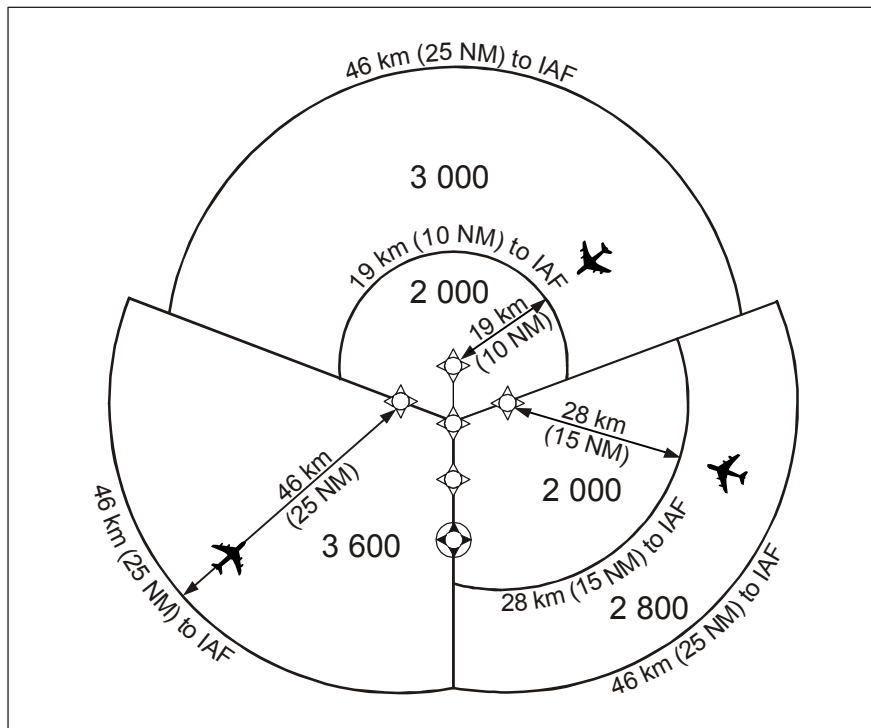 46 km (25 NM) to IAF
3 000
19 km (10 NM) to IAF
2 000
19 km
(10 NM)
28 km
(15 NM)
46 km
(25 NM)
2 000
3 600
28 km (15 NM) to IAF
2 800
46 km (25 NM) to IAF
46 km (25 NM) to IAF